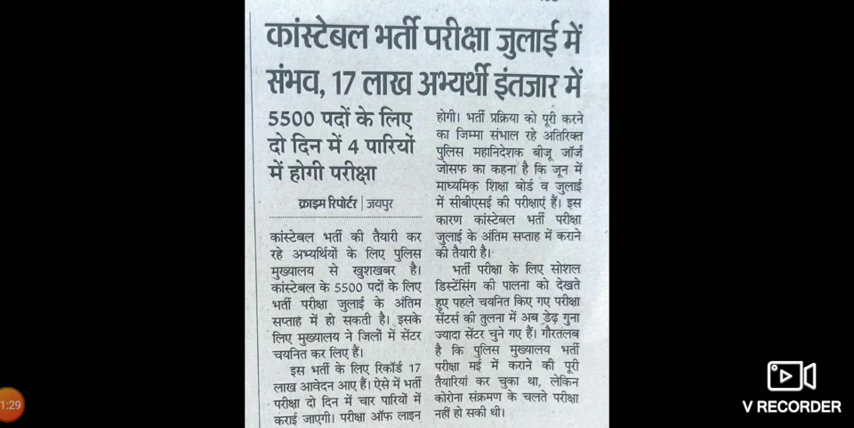 कांस्टेबल भर्ती परीक्षा जुलाई में
संभव, 17 लाख अभ्यर्थी इंतजार में
5500 पदों के लिए
दो दिन में 4 पारियों
में होगी परीक्षा
क्राइम रिपोर्टर | जयपुर
कांस्टेबल भर्ती की तैयारी कर
रहे अभ्यर्थियों के लिए पुलिस
मुख्यालय से खुशखबर है।
कांस्टेबल के 5500 पदों के लिए
भर्ती परीक्षा जुलाई के अंतिम
सप्ताह में हो सकती है। इसके
लिए मुख्यालय ने जिलों में सेंटर
चयनित कर लिए हैं।
इस भर्ती के लिए रिकॉर्ड 17
लाख आवेदन आए हैं। ऐसे में भर्ती
परीक्षा दो दिन में चार पारियों में
कराई जाएगी। परीक्षा ऑफ लाइन
होगी। भर्ती प्रक्रिया को पूरी करने
का जिम्मा संभाल रहे अतिरिक्त
पुलिस महानिदेशक बीजू जॉर्ज
जोसफ का कहना है कि जून में
माध्यमिक शिक्षा बोर्ड व जुलाई
में सीबीएसई की परीक्षाएं हैं। इस
कारण कांस्टेबल भर्ती परीक्षा
जुलाई के अंतिम सप्ताह में कराने
की तैयारी है।
भर्ती परीक्षा के लिए सोशल
डिस्टेंसिंग की पालना को देखते
हुए पहले चयनित किए गए परीक्षा
सेंटर्स की तुलना में अब डेढ़ गुना
ज्यादा सेंटर चुने गए हैं। गौरतलब
है कि पुलिस मुख्यालय भर्ती
परीक्षा मई में कराने की पूरी
तैयारियां कर चुका था, लेकिन
कोरोना संक्रमण के चलते परीक्षा
नहीं हो सकी थी।
1:29
V RECORDER